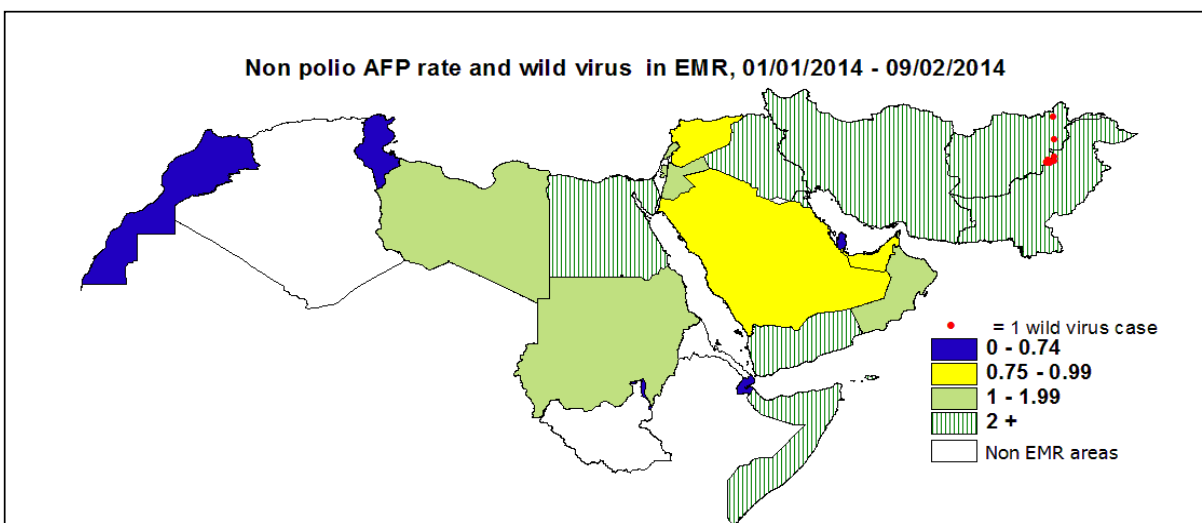 Non polio AFP rate and wild virus in EMR, 01/01/2014 - 09/02/2014
= 1 wild virus case
0 - 0.74
0.75 - 0.99
1 - 1.99
2 +
Non EMR areas